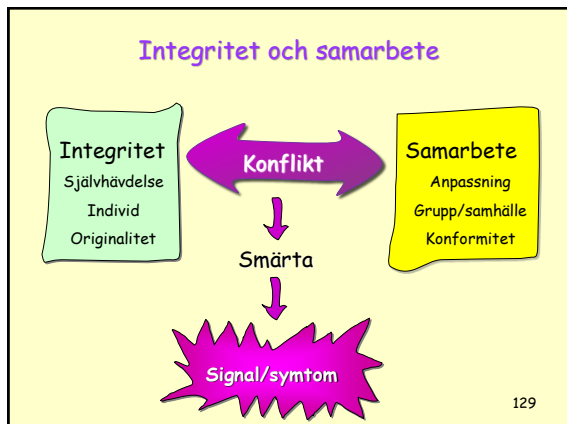 Integritet och samarbete
Integritet
Självhävdelse
Individ
Originalitet
Konflikt
Samarbete
Anpassning
Grupp/samhälle
Konformitet
Smärta
Signal/symtom
129